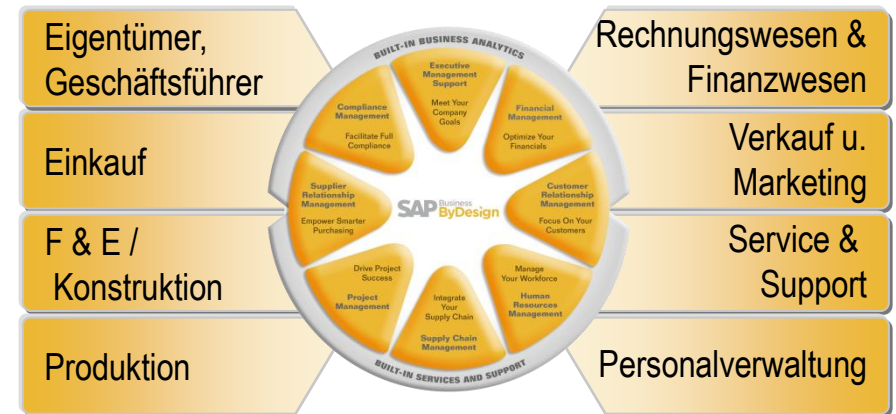 Eigentümer,
Geschäftsführer
Einkauf
F & E /
Konstruktion
Produktion
BUILT-IN BUSINESS ANALYTICS
Executive
Management
Support
Meet Your
Company
Goals
Compliance
Management
Facilitate Full
Compliance
Financial
Management
Optimize Your
Financials
Supplier
Relationship
Management
Empower Smarter
Purchasing
SAP Business
ByDesign
Customer
Relationship
Management
Focus On Your
Customers
Drive Project
Success
Project
Management
Integrate
Your
Supply Chain
Supply Chain
Management
Manage
Your Workforce
Human
Resources
Management
BUILT-IN SERVICES AND SUPPORT
Rechnungswesen &
Finanzwesen
Verkauf u.
Marketing
Service &
Support
Personalverwaltung